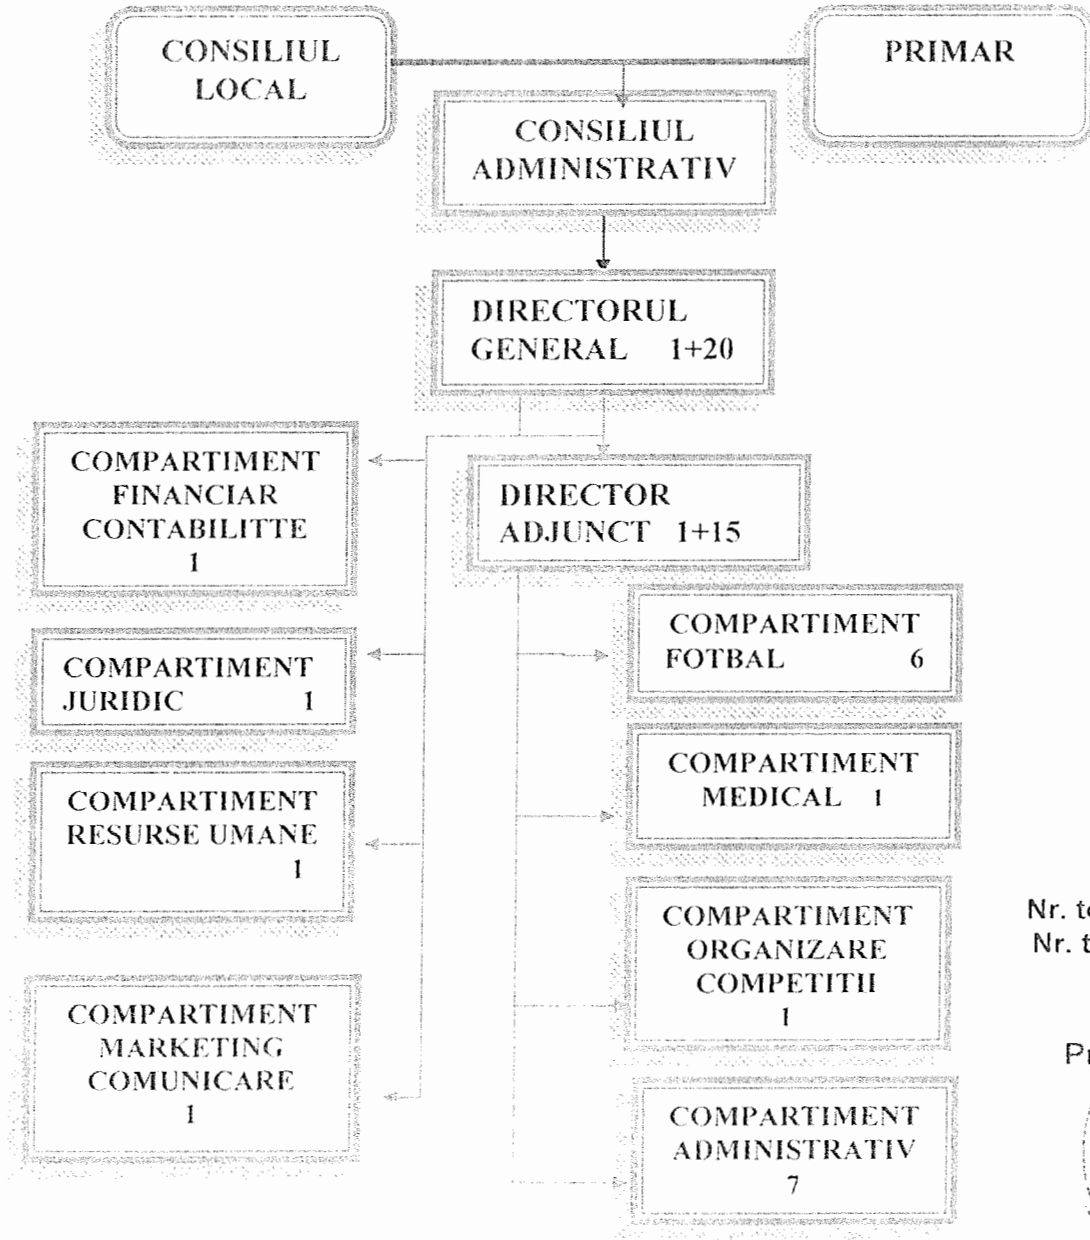 CONSILIUL
LOCAL
PRIMAR
CONSILIUL
ADMINISTRATIV
DIRECTORUL
GENERAL 1+20
COMPARTIMENT
FINANCIAR
CONTABILITTE
1
DIRECTOR
ADJUNCT 1+15
COMPARTIMENT
JURIDIC 1
COMPARTIMENT
RESURSE UMANE
1
COMPARTIMENT
MARKETING
COMUNICARE
1
COMPARTIMENT
FOTBAL 6
COMPARTIMENT
MEDICAL 1
COMPARTIMENT
ORGANIZARE
COMPETITII
1
COMPARTIMENT
ADMINISTRATIV
7
Nr.
Nr.